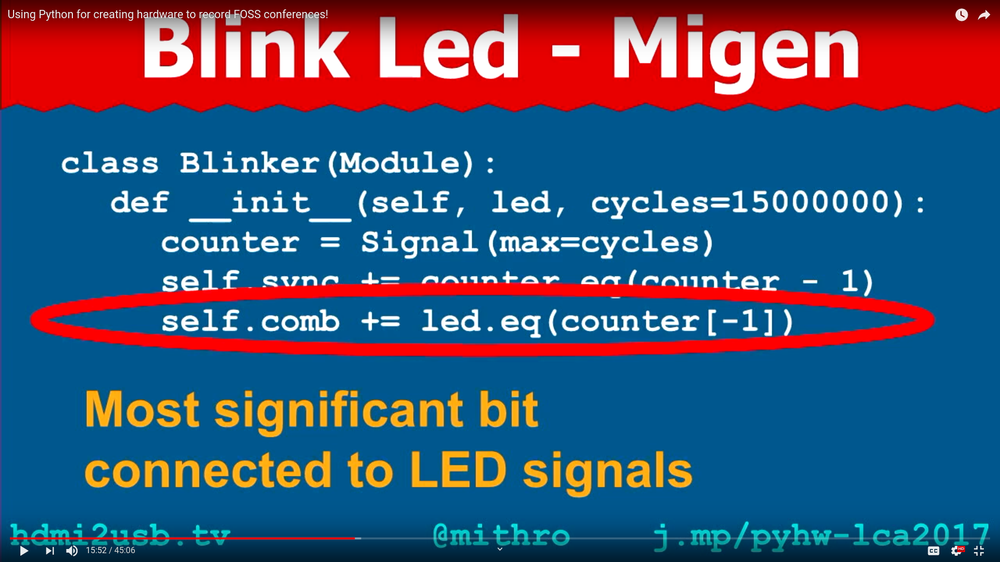 Using Python for creating hardware to record FOSS conferences!
Blink Led - Migen
class Blinker(Module):
def __init__(self, led, cycles=15000000):
counter = Signal(max=cycles)
self.sync += counter.eq(counter - 1)
self.comb += led.eq(counter[-1])
Most significant bit
connected to LED signals
hdmi2usb.tv @mithro j.mp/pyhw-lca2017
15:52 / 45:06 CC HD